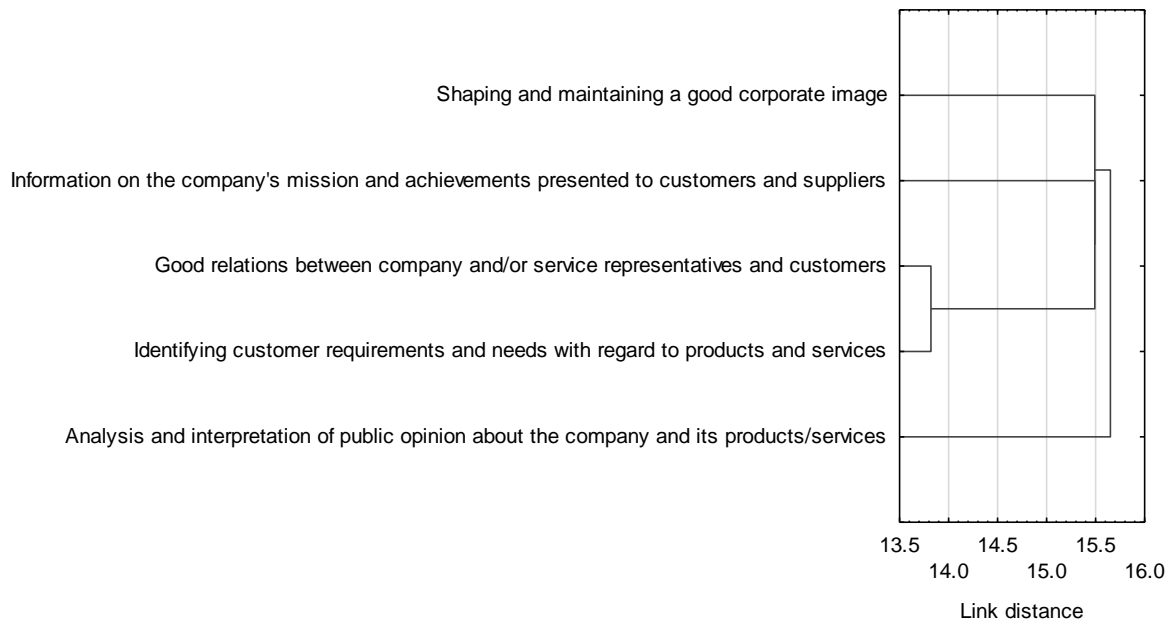 Shaping and maintaining a good corporate image
Information on the company's mission and achievements presented to customers and suppliers
Good relations between company and/or service representatives and customers
Identifying customer requirements and needs with regard to products and services
Analysis and interpretation of public opinion about the company and its products/services
13.5 14.5 15.5
14.0 15.0 16.0
Link distance